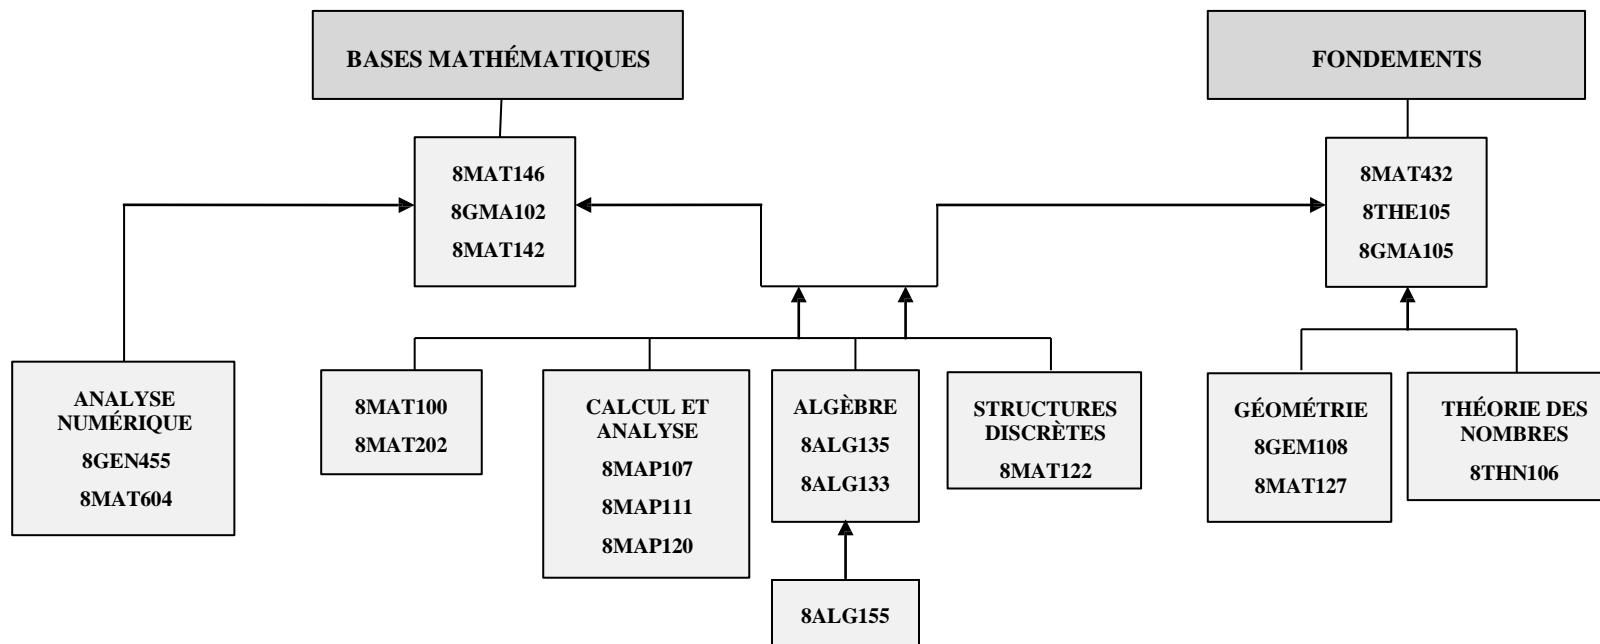 BASES MATHÉMATIQUES
FONDEMENTS
8MAT146
8GMA102
8MAT142
8MAT432
8THE105
8GMA105
ANALYSE
NUMÉRIQUE
8GEN455
8MAT604
8MAT100
8MAT202
CALCUL ET
ANALYSE
8MAP107
8MAP111
8MAP120
ALGÈBRE
8ALG135
8ALG133
STRUCTURES
DISCRÈTES
8MAT122
GÉOMÉTRIE
8GEM108
8MAT127
THÉORIE DES
NOMBRES
8THN106
8ALG155